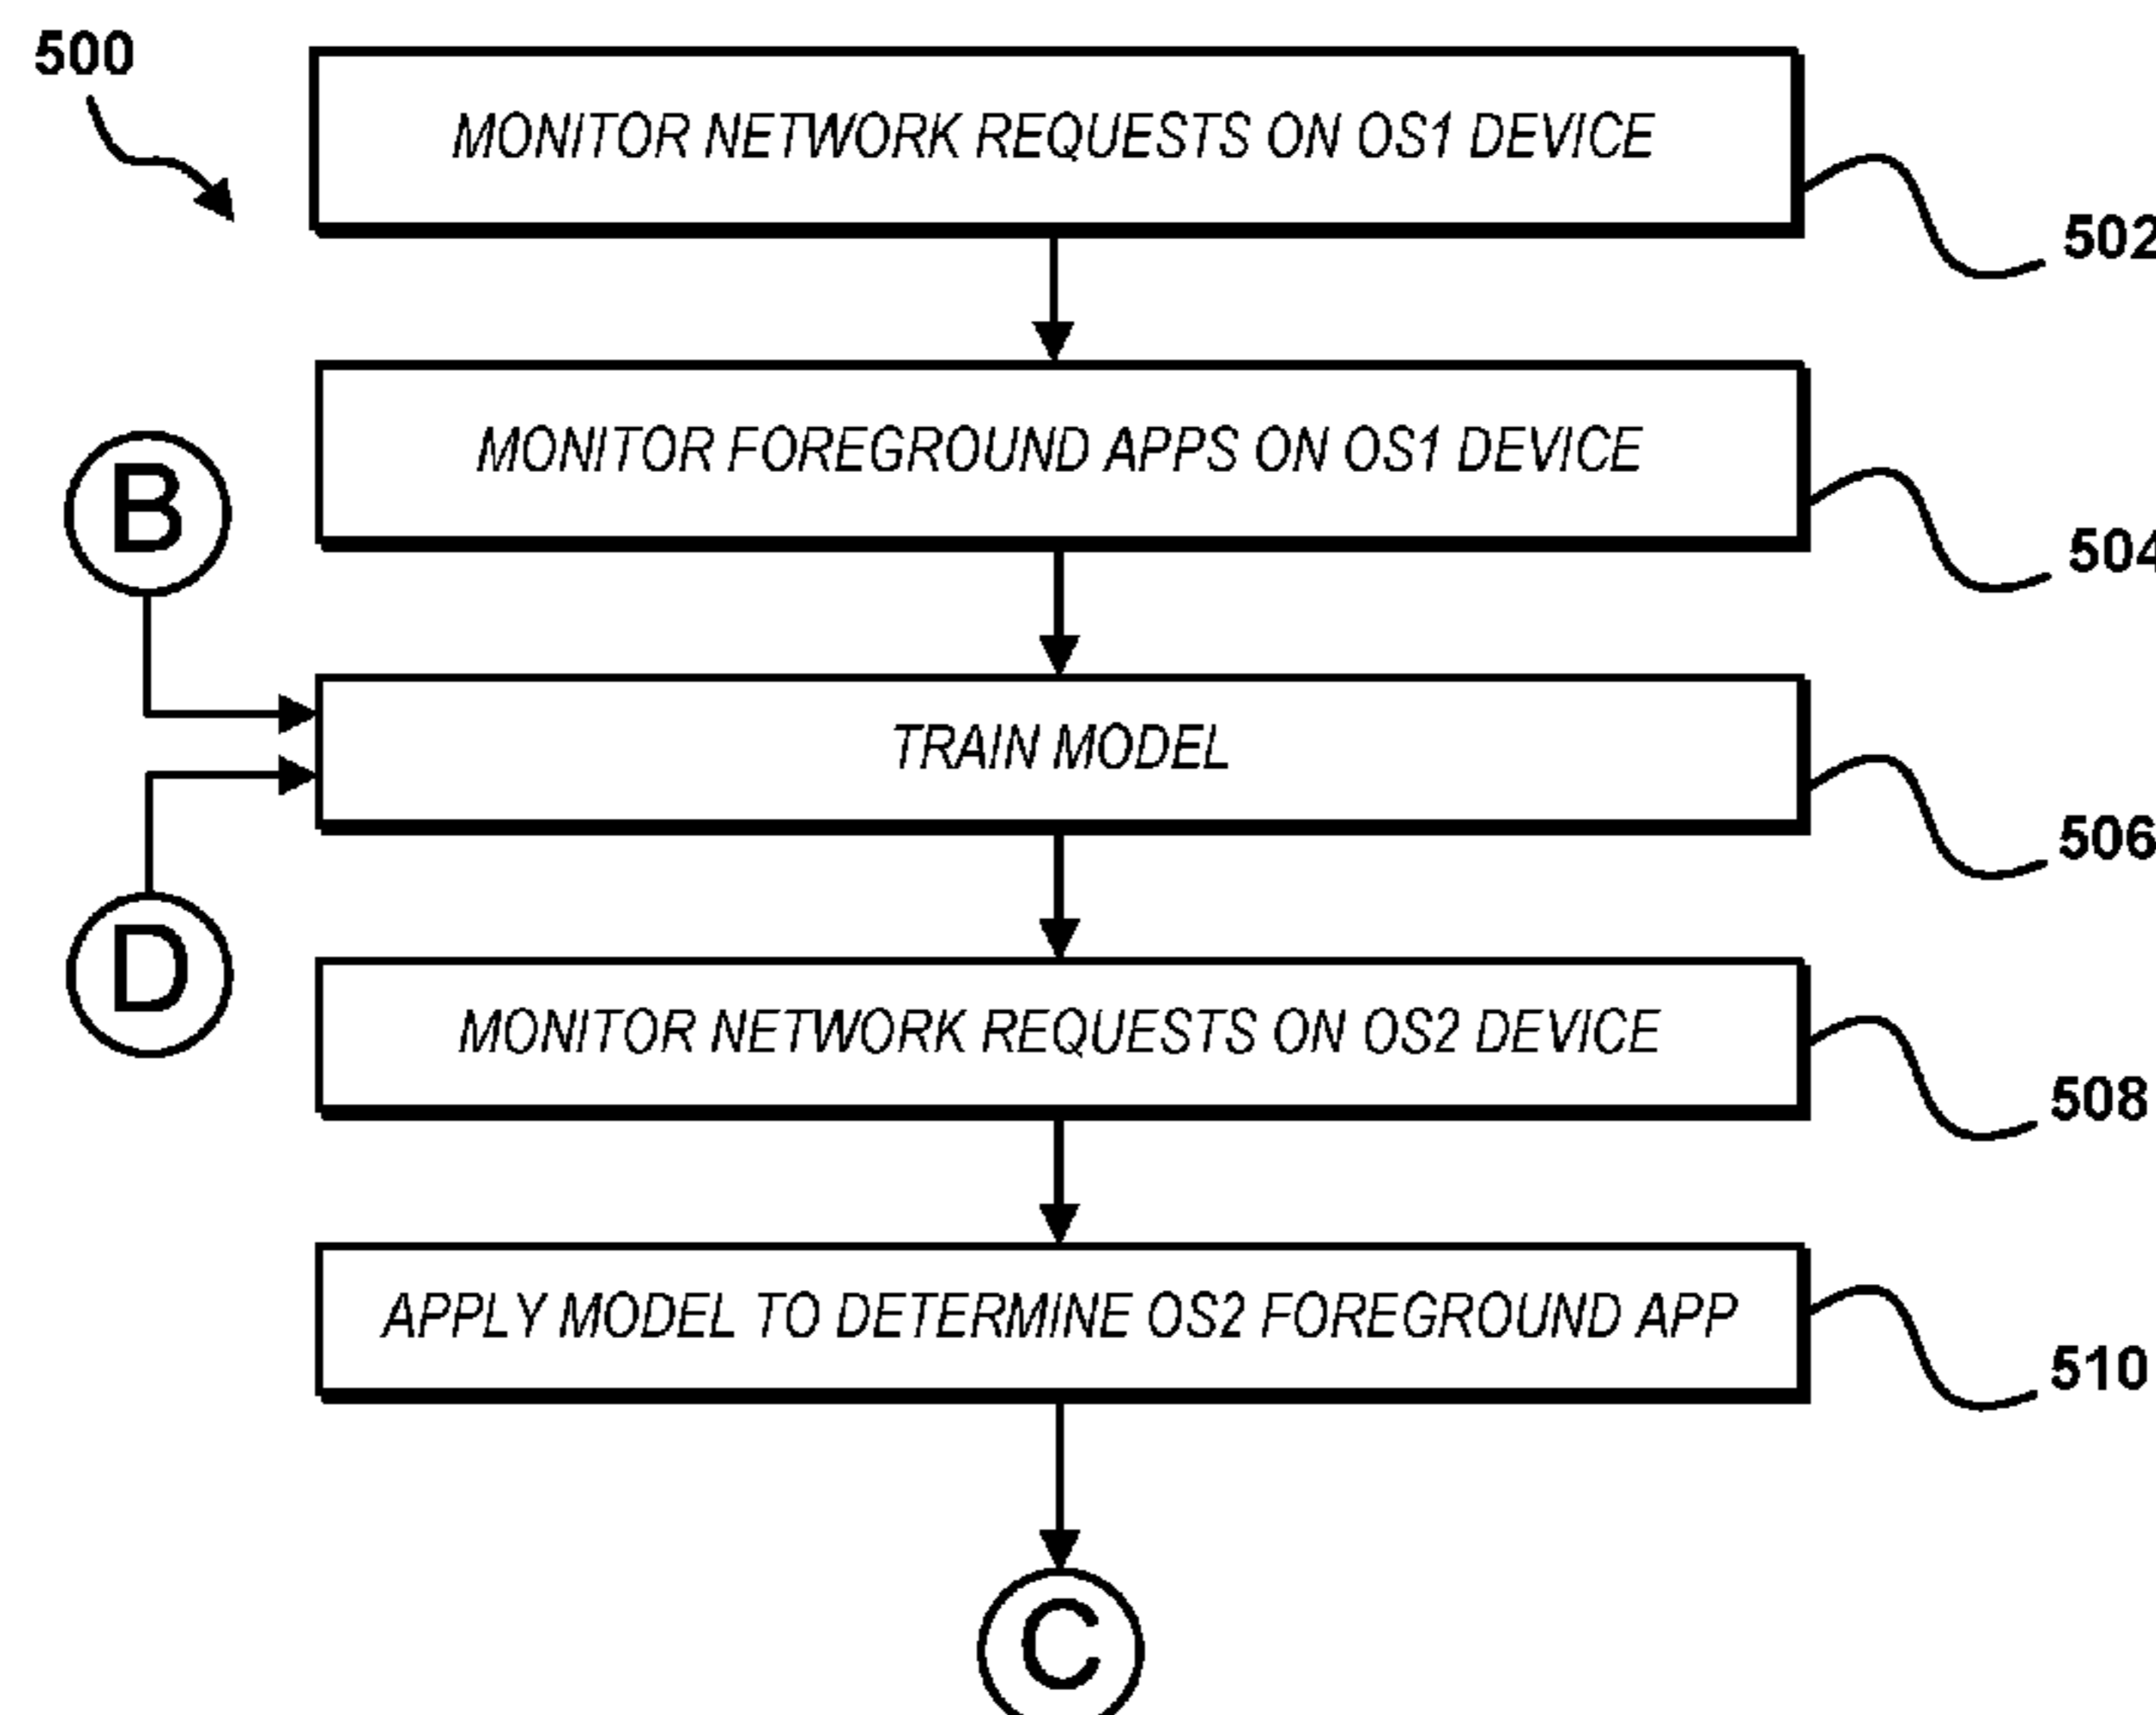 500
MONITOR NETWORK REQUESTS ON OS1 DEVICE
502
MONITOR FOREGROUND APPS ON OS1 DEVICE
504
B
TRAIN MODEL
506
D
MONITOR NETWORK REQUESTS ON OS2 DEVICE
508
APPLY MODEL TO DETERMINE OS2 FOREGROUND APP
510
C